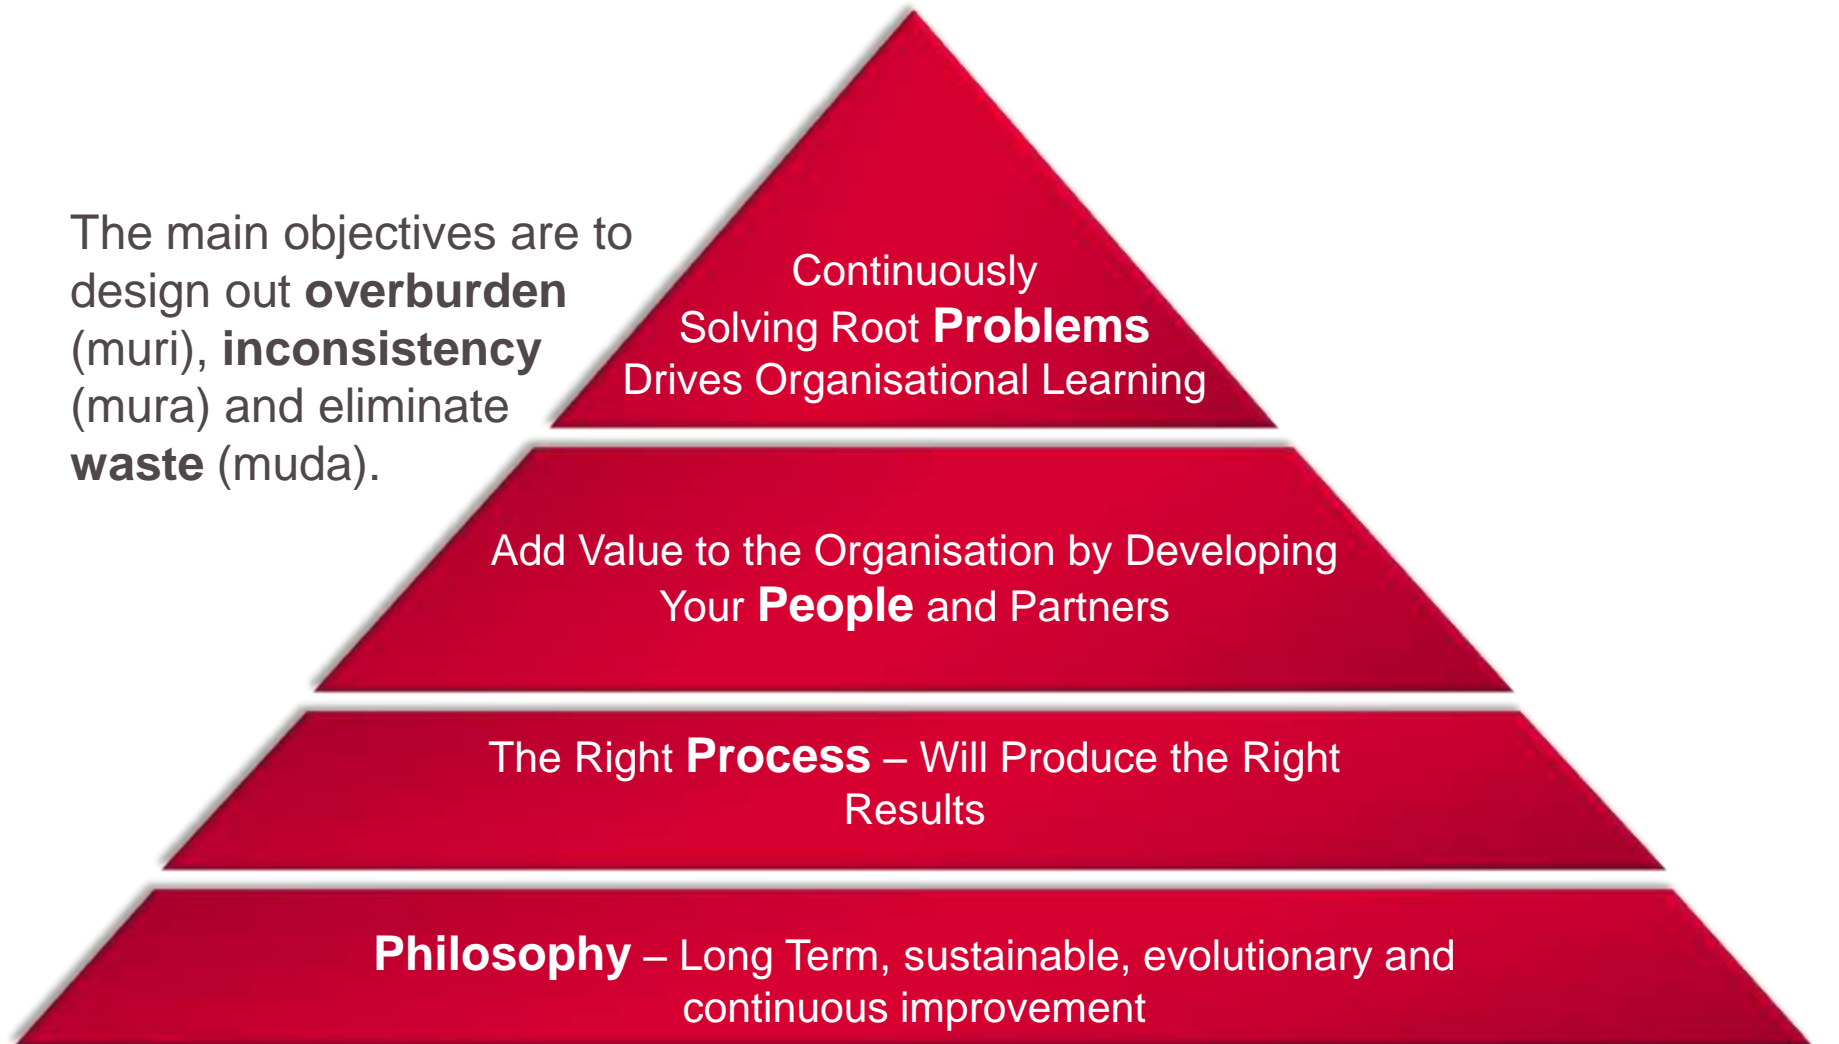 The main objectives are to
design out overburden
(muri), inconsistency
(mura) and eliminate
waste (muda).
Continuously
Solving Root Problems
Drives Organisational Learning
Add Value to the Organisation by Developing
Your People and Partners
The Right Process – Will Produce the Right
Results
Philosophy – Long Term, sustainable, evolutionary and
continuous improvement